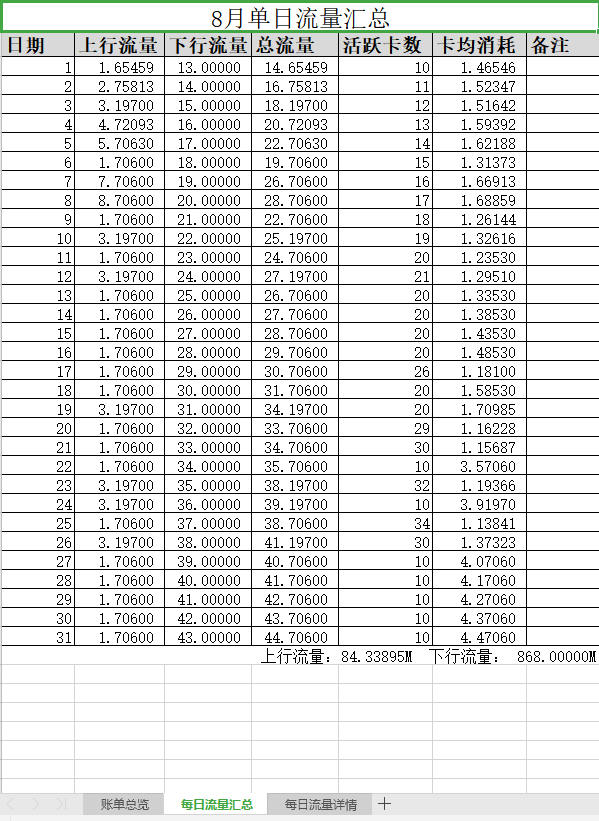 8月单日流量汇总
日期 上行流量 下行流量 总流量 活跃卡数 卡均消耗 备注
1 1.65459 13.00000 14.65459 10 1.46546
2 2.75813 14.00000 16.75813 11 1.52347
3 3.19700 15.00000 18.19700 12 1.51642
4 4.72093 16.00000 20.72093 13 1.59392
5 5.70630 17.00000 22.70630 14 1.62188
6 1.70600 18.00000 19.70600 15 1.31373
7 7.70600 19.00000 26.70600 16 1.66913
8 8.70600 20.00000 28.70600 17 1.68859
9 1.70600 21.00000 22.70600 18 1.26144
10 3.19700 22.00000 25.19700 19 1.32616
11 1.70600 23.00000 24.70600 20 1.23530
12 3.19700 24.00000 27.19700 21 1.29510
13 1.70600 25.00000 26.70600 20 1.33530
14 1.70600 26.00000 27.70600 20 1.38530
15 1.70600 27.00000 28.70600 20 1.43530
16 1.70600 28.00000 29.70600 20 1.48530
17 1.70600 29.00000 30.70600 26 1.18100
18 1.70600 30.00000 31.70600 20 1.58530
19 3.19700 31.00000 34.19700 20 1.70985
20 1.70600 32.00000 33.70600 29 1.16228
21 1.70600 33.00000 34.70600 30 1.15687
22 1.70600 34.00000 35.70600 10 3.57060
23 3.19700 35.00000 38.19700 32 1.19366
24 3.19700 36.00000 39.19700 10 3.91970
25 1.70600 37.00000 38.70600 34 1.13841
26 3.19700 38.00000 41.19700 30 1.37323
27 1.70600 39.00000 40.70600 10 4.07060
28 1.70600 40.00000 41.70600 10 4.17060
29 1.70600 41.00000 42.70600 10 4.27060
30 1.70600 42.00000 43.70600 10 4.37060
31 1.70600 43.00000 44.70600 10 4.47060
上行流量：84.33895M 下行流量： 868.00000M
账单总览 每日流量汇总 每日流量详情